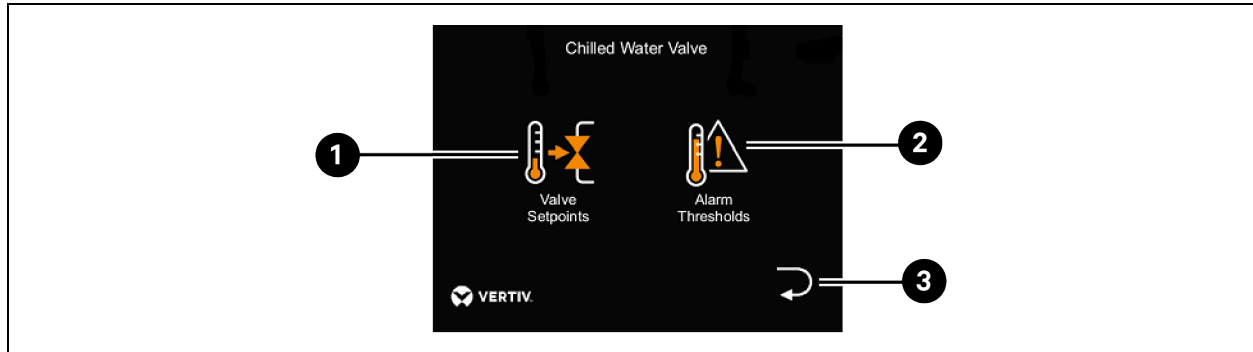 Chilled Water Valve
1
2
Valve
Setpoints
Alarm
Thresholds
3
VERTIV.